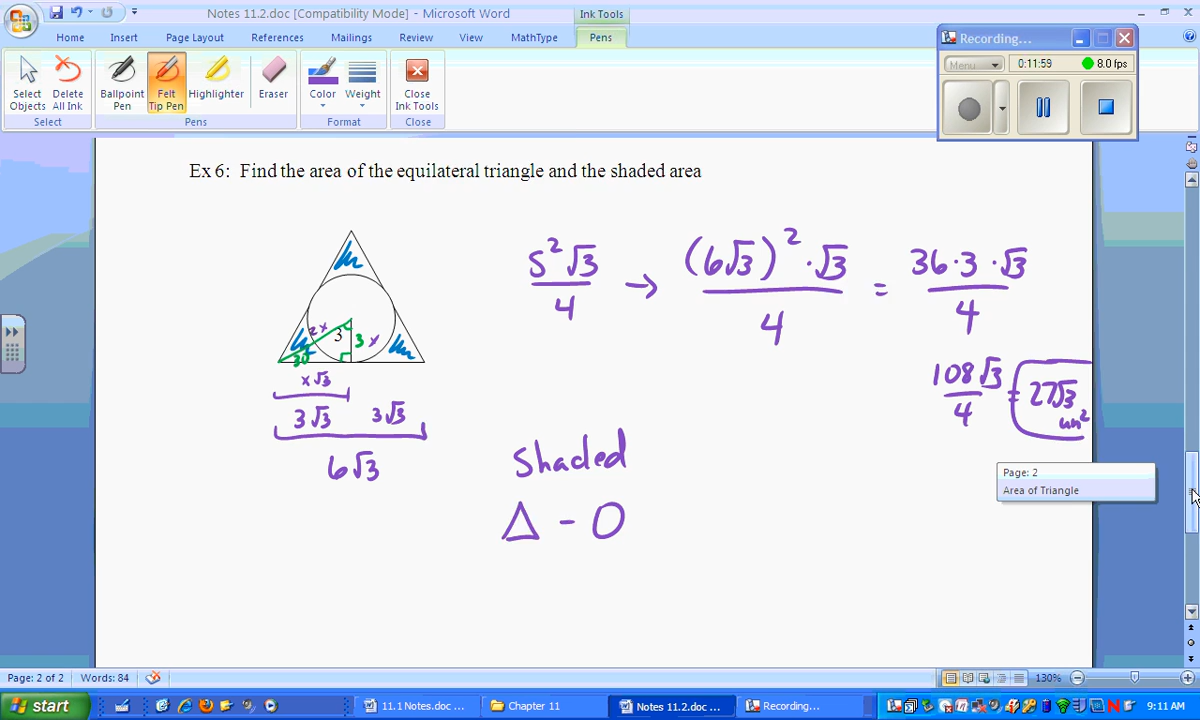 Notes 11.2.doc [Compatibility Mode] - Microsoft Word
Ink Tools
Home Insert Page Layout References Mailings Review View MathType Pens
Recording...
Menu 0:11:59 8.0 fps
Select Objects
Delete All Ink
Ballpoint Pen
Felt Tip Pen
Highlighter
Eraser
Color
Weight
Close Ink Tools
Select Pens Format Close
Ex 6: Find the area of the equilateral triangle and the shaded area
s²√3/4 → (6√3)²·√3/4 = 36·3·√3/4
108√3/4 = 27√3 un²
2x 3 3 x
30
x√3
3√3 3√3
6√3
Shaded
Δ - O
Page: 2
Area of Triangle
Page: 2 of 2 Words: 84 130%
start 11.1 Notes.doc ... Chapter 11 Notes 11.2.doc ... Recording... 9:11 AM